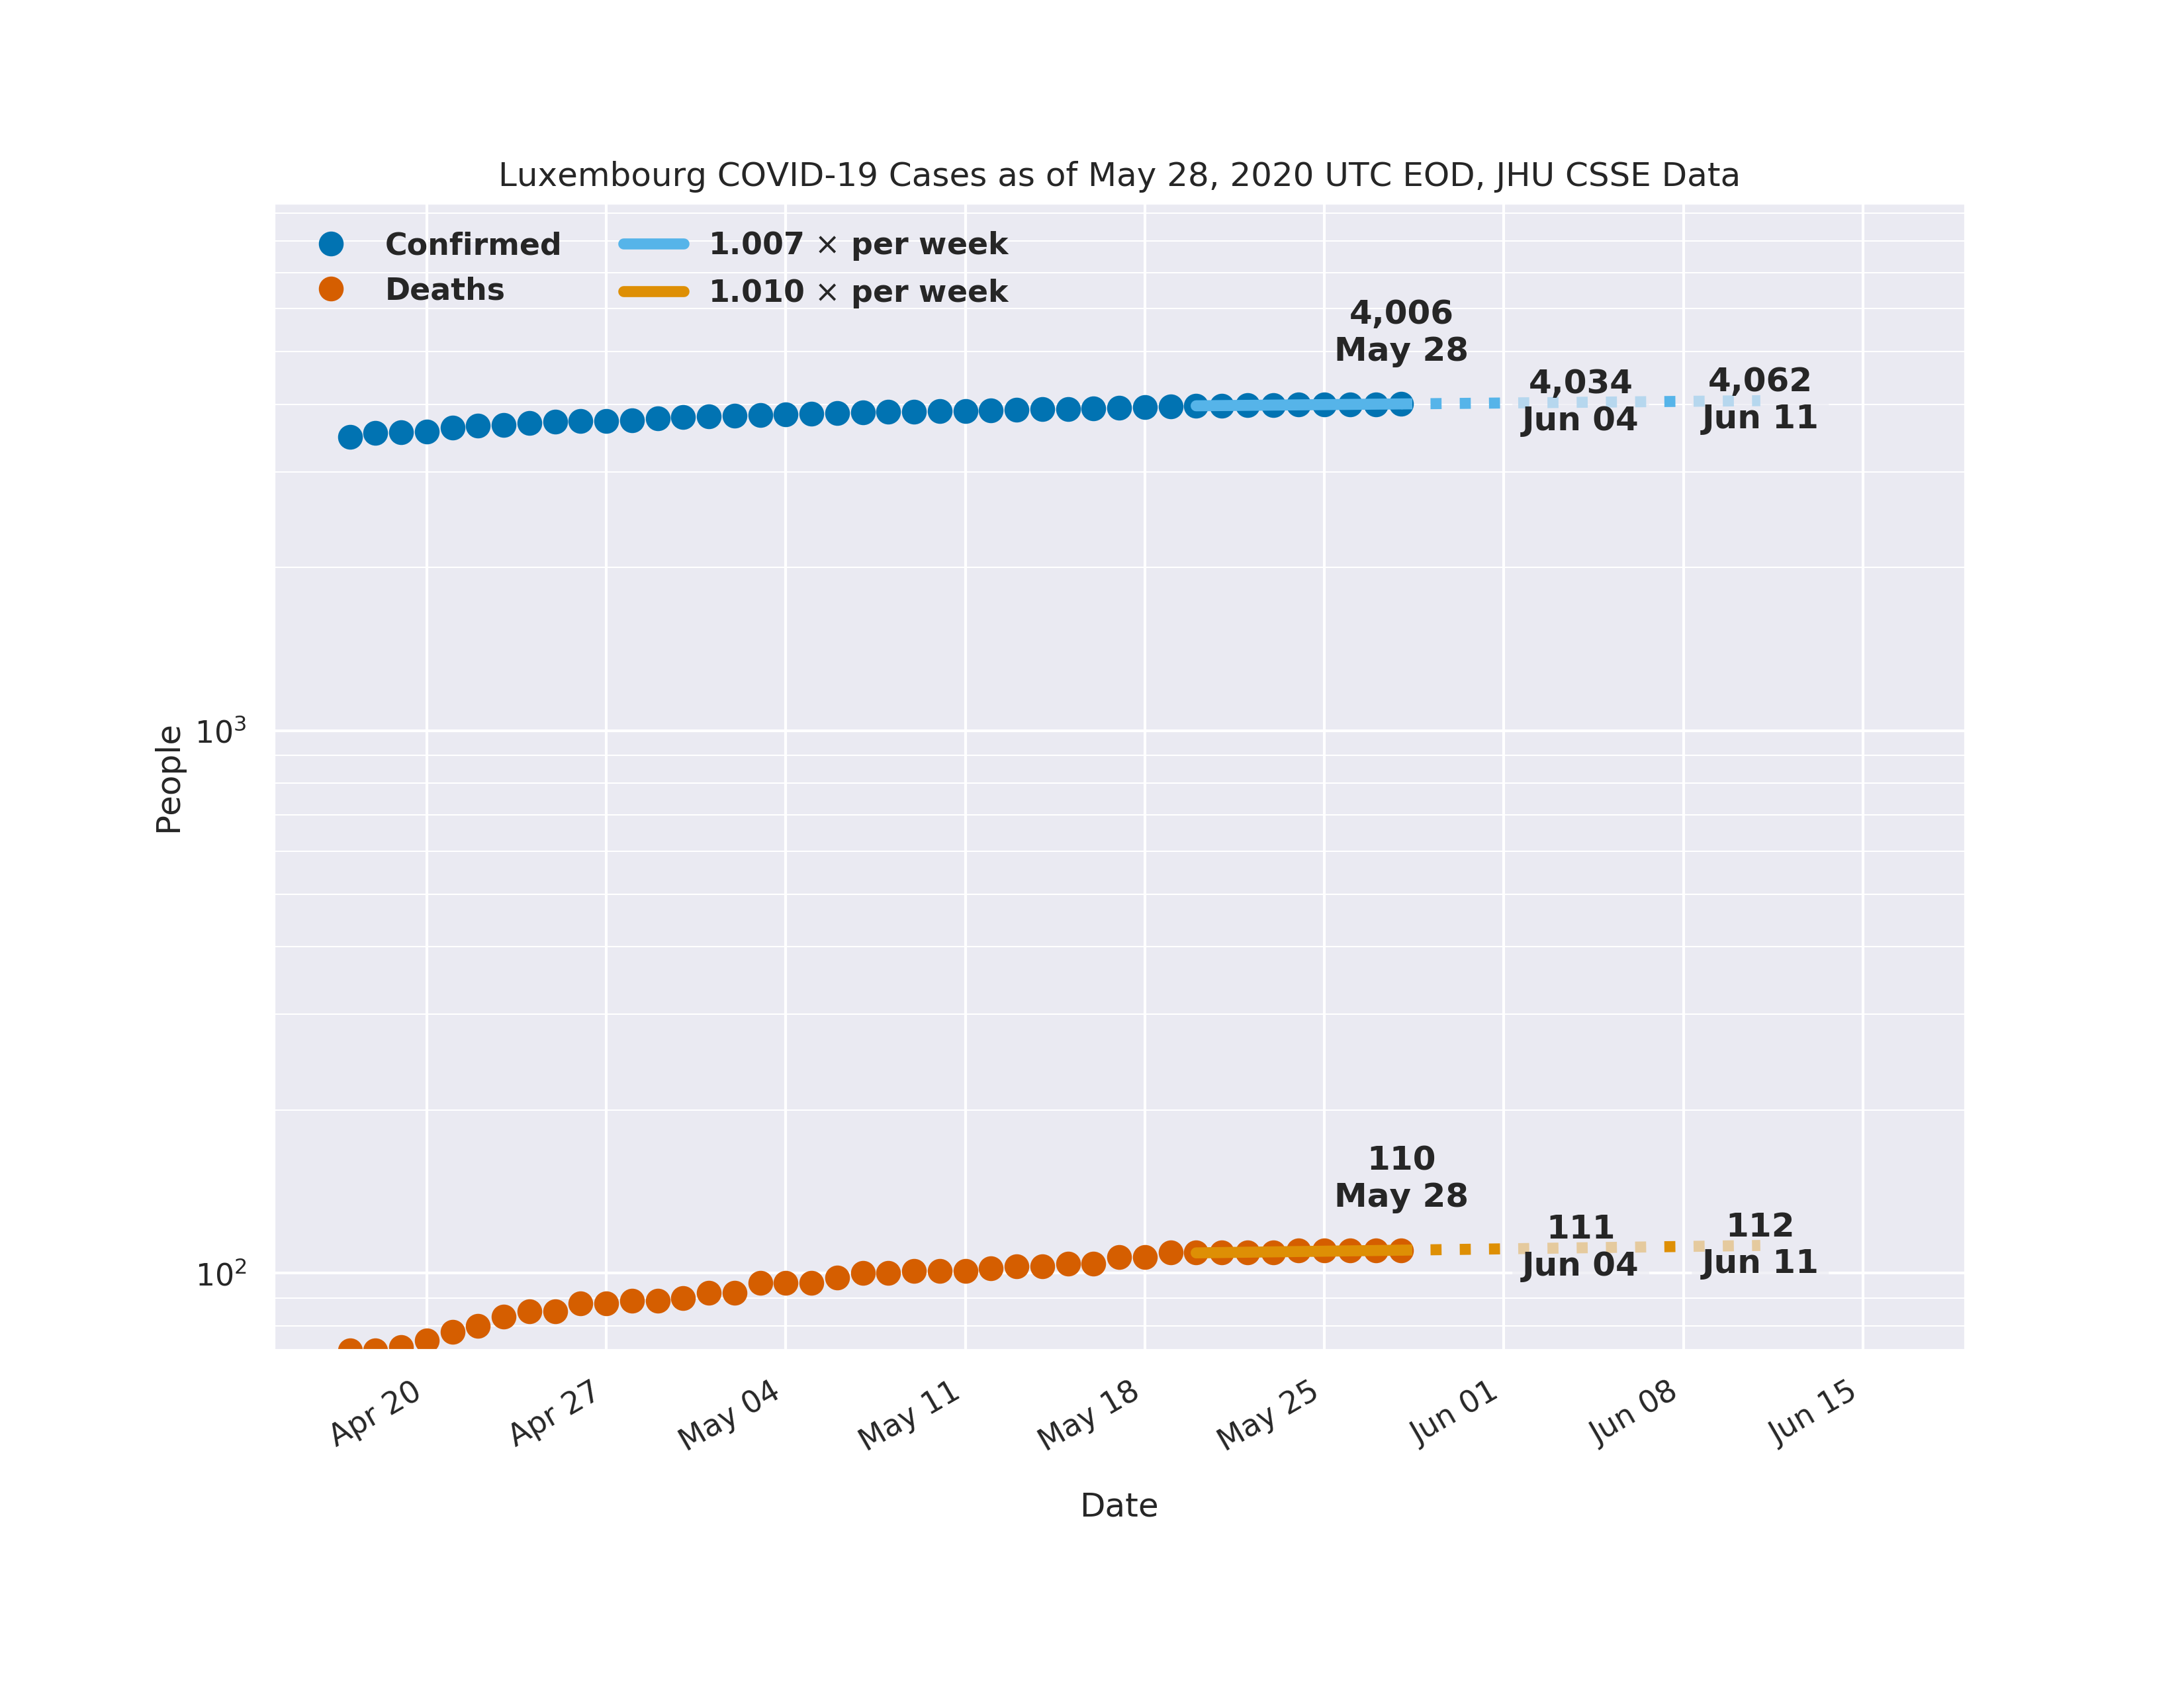 Luxembourg COVID-19 Cases as of May 28, 2020 UTC EOD, JHU CSSE Data
Confirmed
Deaths
1.007 × per week
1.010 × per week
4,006
May 28
4,034
Jun 04
4,062
Jun 11
People
10³
10²
110
May 28
111
Jun 04
112
Jun 11
Apr 20
Apr 27
May 04
May 11
May 18
May 25
Jun 01
Jun 08
Jun 15
Date